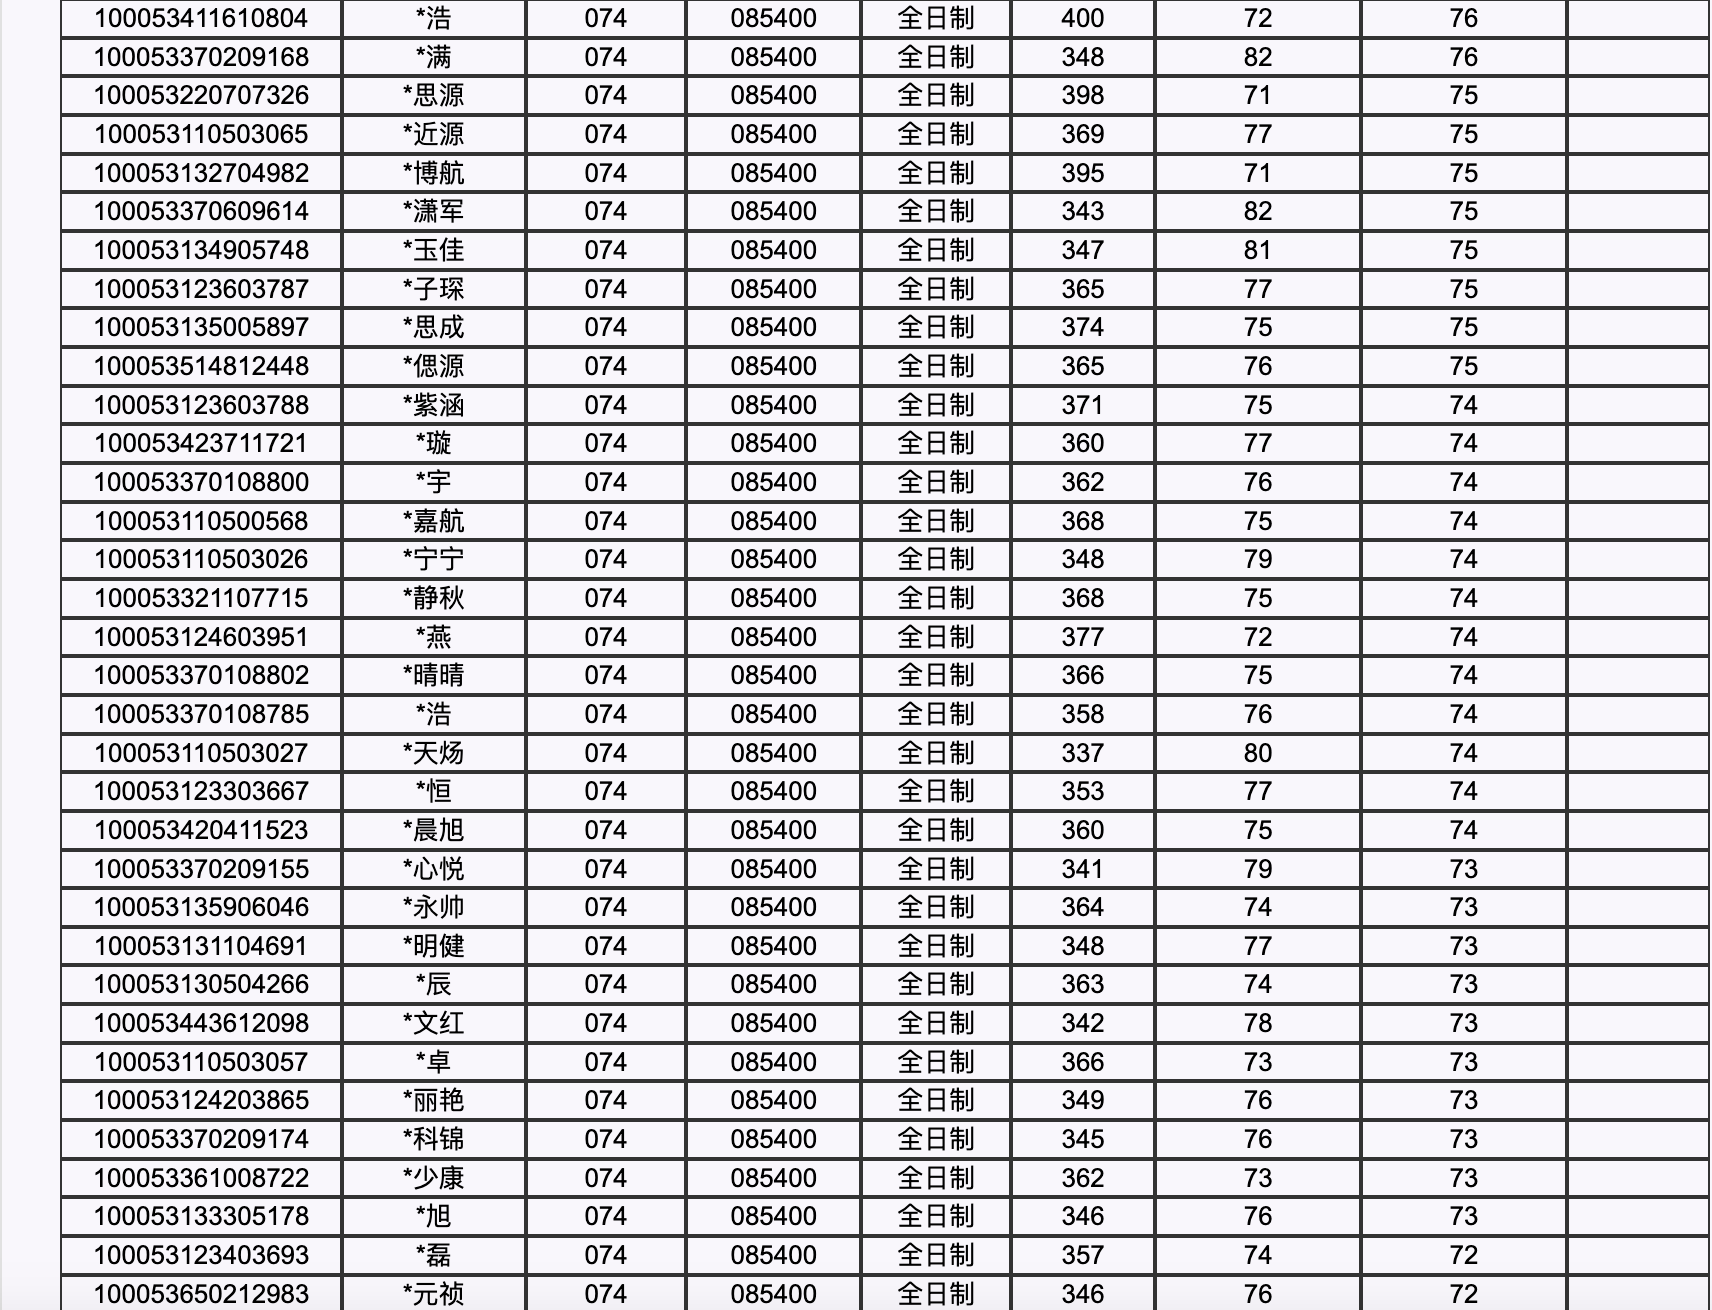 100053411610804 *浩 074 085400 全日制 400 72 76
100053370209168 *满 074 085400 全日制 348 82 76
100053220707326 *思源 074 085400 全日制 398 71 75
100053110503065 *近源 074 085400 全日制 369 77 75
100053132704982 *博航 074 085400 全日制 395 71 75
100053370609614 *潇军 074 085400 全日制 343 82 75
100053134905748 *玉佳 074 085400 全日制 347 81 75
100053123603787 *子琛 074 085400 全日制 365 77 75
100053135005897 *思成 074 085400 全日制 374 75 75
100053514812448 *偲源 074 085400 全日制 365 76 75
100053123603788 *紫涵 074 085400 全日制 371 75 74
100053423711721 *璇 074 085400 全日制 360 77 74
100053370108800 *宇 074 085400 全日制 362 76 74
100053110500568 *嘉航 074 085400 全日制 368 75 74
100053110503026 *宁宁 074 085400 全日制 348 79 74
100053321107715 *静秋 074 085400 全日制 368 75 74
100053124603951 *燕 074 085400 全日制 377 72 74
100053370108802 *晴晴 074 085400 全日制 366 75 74
100053370108785 *浩 074 085400 全日制 358 76 74
100053110503027 *天炀 074 085400 全日制 337 80 74
100053123303667 *恒 074 085400 全日制 353 77 74
100053420411523 *晨旭 074 085400 全日制 360 75 74
100053370209155 *心悦 074 085400 全日制 341 79 73
100053135906046 *永帅 074 085400 全日制 364 74 73
100053131104691 *明健 074 085400 全日制 348 77 73
100053130504266 *辰 074 085400 全日制 363 74 73
100053443612098 *文红 074 085400 全日制 342 78 73
100053110503057 *卓 074 085400 全日制 366 73 73
100053124203865 *丽艳 074 085400 全日制 349 76 73
100053370209174 *科锦 074 085400 全日制 345 76 73
100053361008722 *少康 074 085400 全日制 362 73 73
100053133305178 *旭 074 085400 全日制 346 76 73
100053123403693 *磊 074 085400 全日制 357 74 72
100053650212983 *元祯 074 085400 全日制 346 76 72